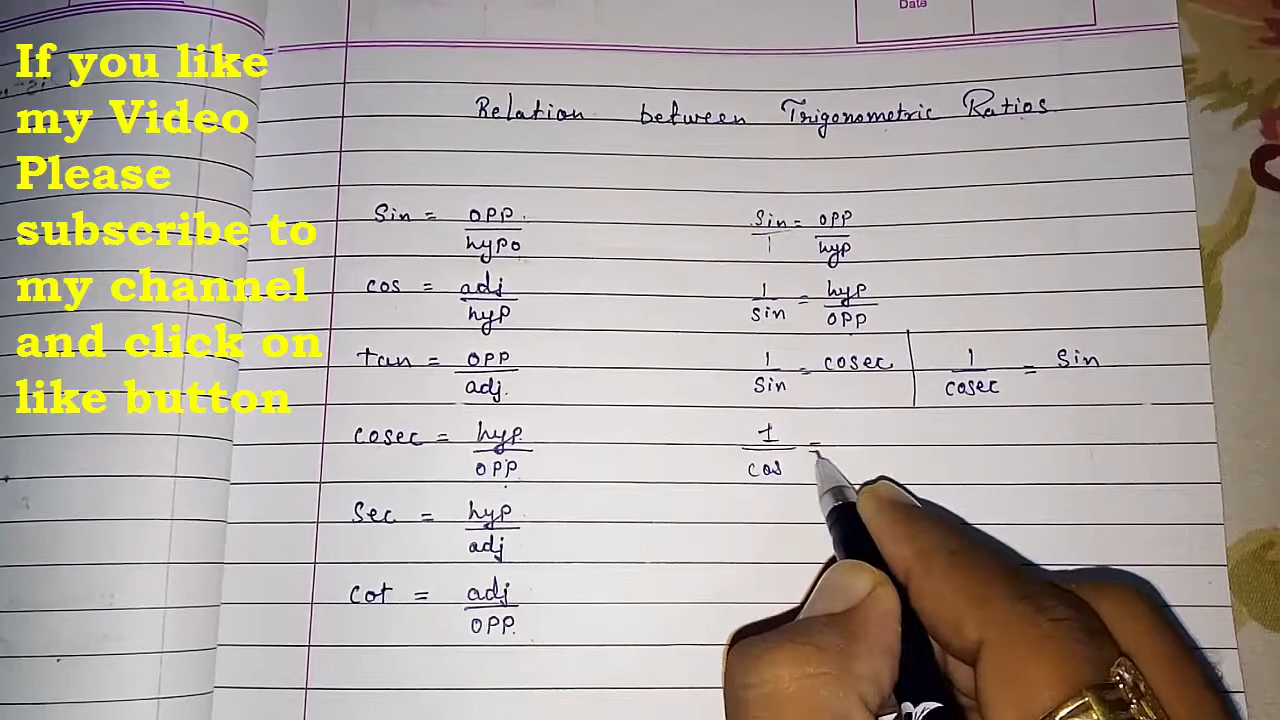 Date
If you like
my Video
Please
subscribe to
my channel
and click on
like button
Relation between Trigonometric Ratios
Sin = OPP / hypo
cos = adj / hyp
tan = OPP / adj.
cosec = hyp / OPP
Sec = hyp / adj
cot = adj / OPP.
Sin / 1 = OPP / hyp
1 / sin = hyp / OPP
1 / Sin = cosec | 1 / cosec = Sin
1 / cos =